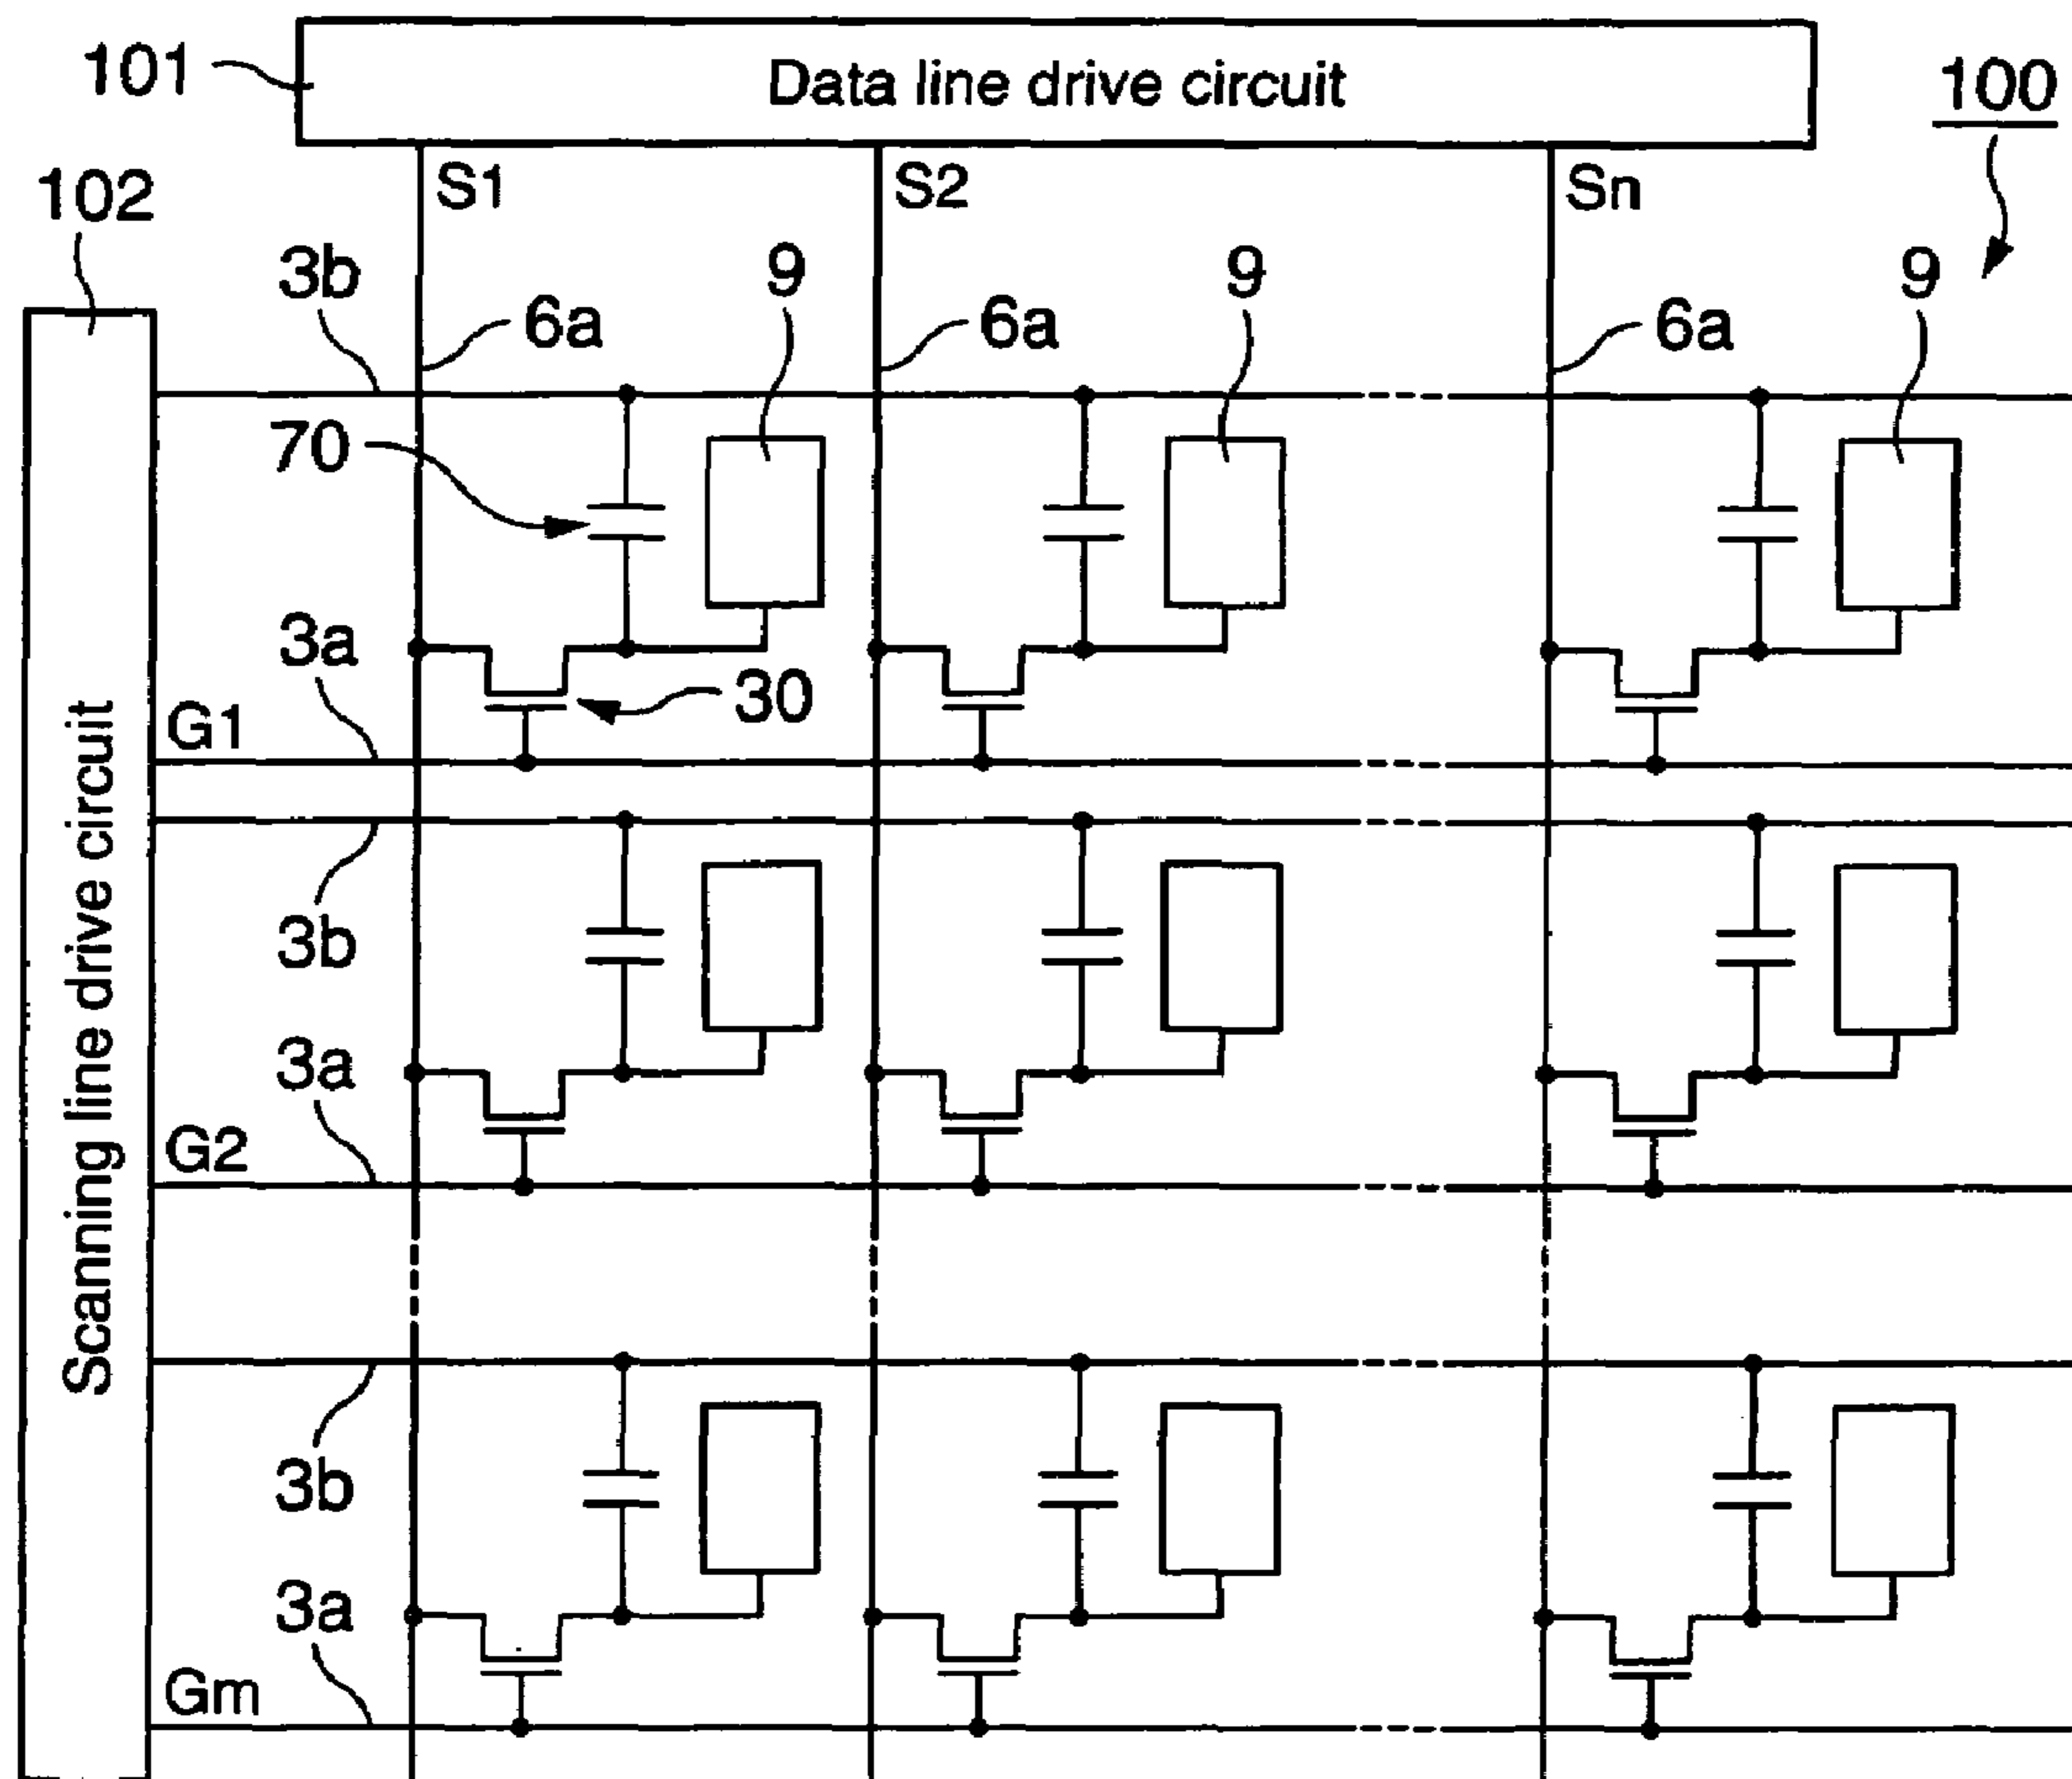 101
Data line drive circuit
100
102
S1
S2
Sn
3b
6a
9
6a
9
6a
9
70
3a
30
G1
Scanning line drive circuit
3b
3a
G2
3b
3a
Gm